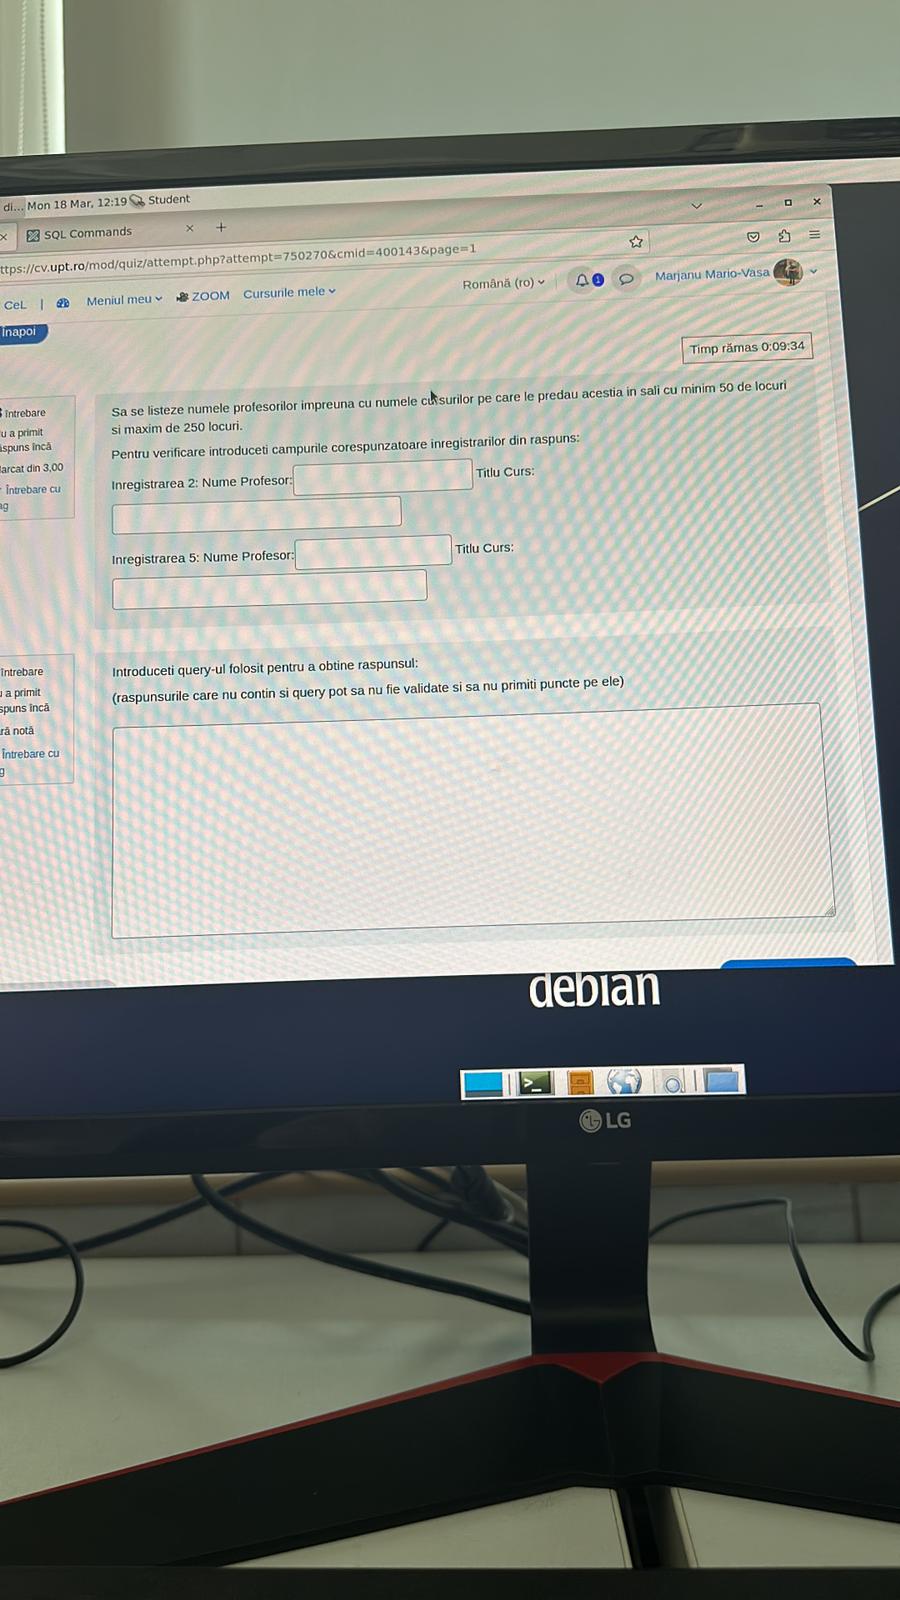 di... Mon 18 Mar, 12:19 Student
× SQL Commands × +
ttps://cv.upt.ro/mod/quiz/attempt.php?attempt=750270&cmid=400143&page=1
CeL | Meniul meu ZOOM Cursurile mele Română (ro) 1 Marjanu Mario-Vasa
Înapoi
Timp rămas 0:09:34
Întrebare
u a primit
ăspuns încă
larcat din 3,00
Întrebare cu
ag
Sa se listeze numele profesorilor impreuna cu numele cursurilor pe care le predau acestia in sali cu minim 50 de locuri
si maxim de 250 locuri.
Pentru verificare introduceti campurile corespunzatoare inregistrarilor din raspuns:
Inregistrarea 2: Nume Profesor: Titlu Curs:
Inregistrarea 5: Nume Profesor: Titlu Curs:
întrebare
u a primit
spuns încă
ră notă
Întrebare cu
g
Introduceti query-ul folosit pentru a obtine raspunsul:
(raspunsurile care nu contin si query pot sa nu fie validate si sa nu primiti puncte pe ele)
debian
LG